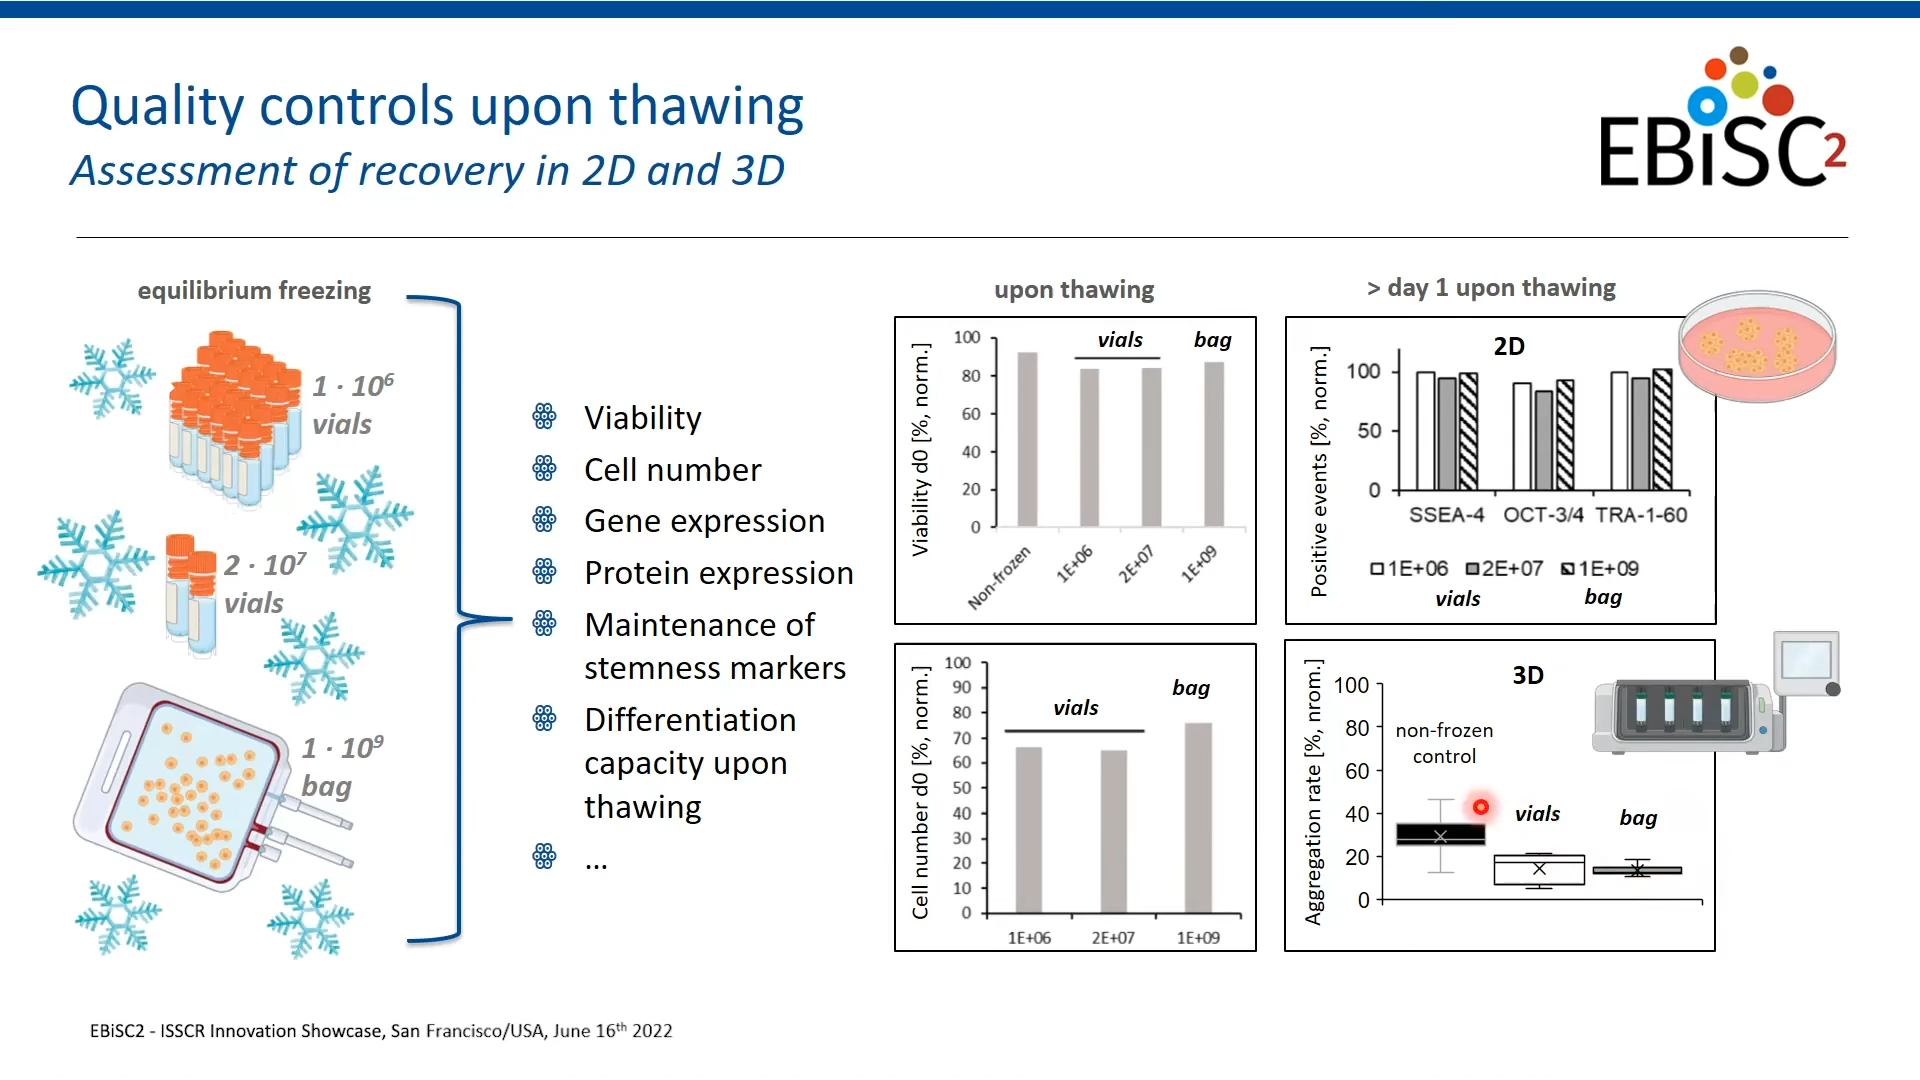 Quality controls upon thawing
Assessment of recovery in 2D and 3D
EBiSC2
equilibrium freezing
1 · 10⁶
vials
2 · 10⁷
vials
1 · 10⁹
bag
Viability
Cell number
Gene expression
Protein expression
Maintenance of
stemness markers
Differentiation
capacity upon
thawing
...
upon thawing
Viability d0 [%, norm.]
100
80
60
40
20
0
vials
bag
Non-frozen
1E+06
2E+07
1E+09
Cell number d0 [%, norm.]
100
90
80
70
60
50
40
30
20
10
0
vials
bag
1E+06
2E+07
1E+09
> day 1 upon thawing
2D
Positive events [%, norm.]
100
50
0
SSEA-4 OCT-3/4 TRA-1-60
1E+06 2E+07 1E+09
vials
bag
3D
Aggregation rate [%, nrom.]
100
80
60
40
20
0
non-frozen
control
vials
bag
EBiSC2 - ISSCR Innovation Showcase, San Francisco/USA, June 16th 2022